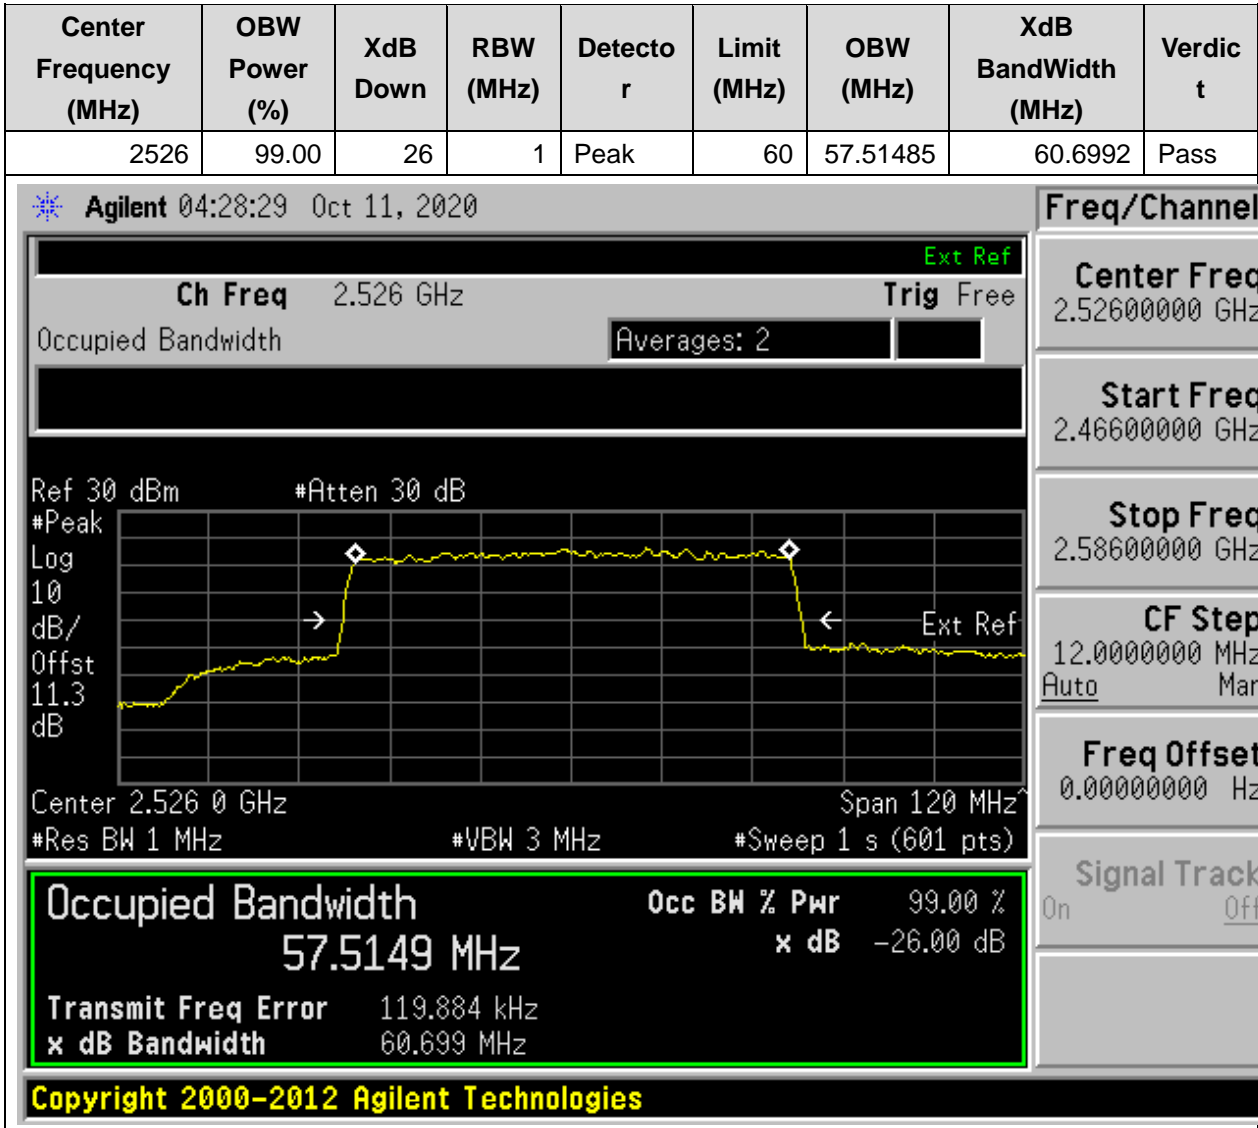 Center Frequency (MHz) OBW Power (%) XdB Down RBW (MHz) Detecto r Limit (MHz) OBW (MHz) XdB BandWidth (MHz) Verdic t
2526 99.00 26 1 Peak 60 57.51485 60.6992 Pass
Agilent 04:28:29 Oct 11, 2020
Ext Ref
Ch Freq 2.526 GHz Trig Free
Occupied Bandwidth Averages: 2
Ref 30 dBm #Atten 30 dB
#Peak
Log
10
dB/
Offst
11.3
dB
Ext Ref
Center 2.526 0 GHz Span 120 MHz^
#Res BW 1 MHz #VBW 3 MHz #Sweep 1 s (601 pts)
Occupied Bandwidth Occ BW % Pwr 99.00 %
57.5149 MHz x dB -26.00 dB
Transmit Freq Error 119.884 kHz
x dB Bandwidth 60.699 MHz
Copyright 2000-2012 Agilent Technologies
Freq/Channel
Center Freq
2.52600000 GHz
Start Freq
2.46600000 GHz
Stop Freq
2.58600000 GHz
CF Step
12.0000000 MHz
Auto Man
Freq Offset
0.00000000 Hz
Signal Track
On Off